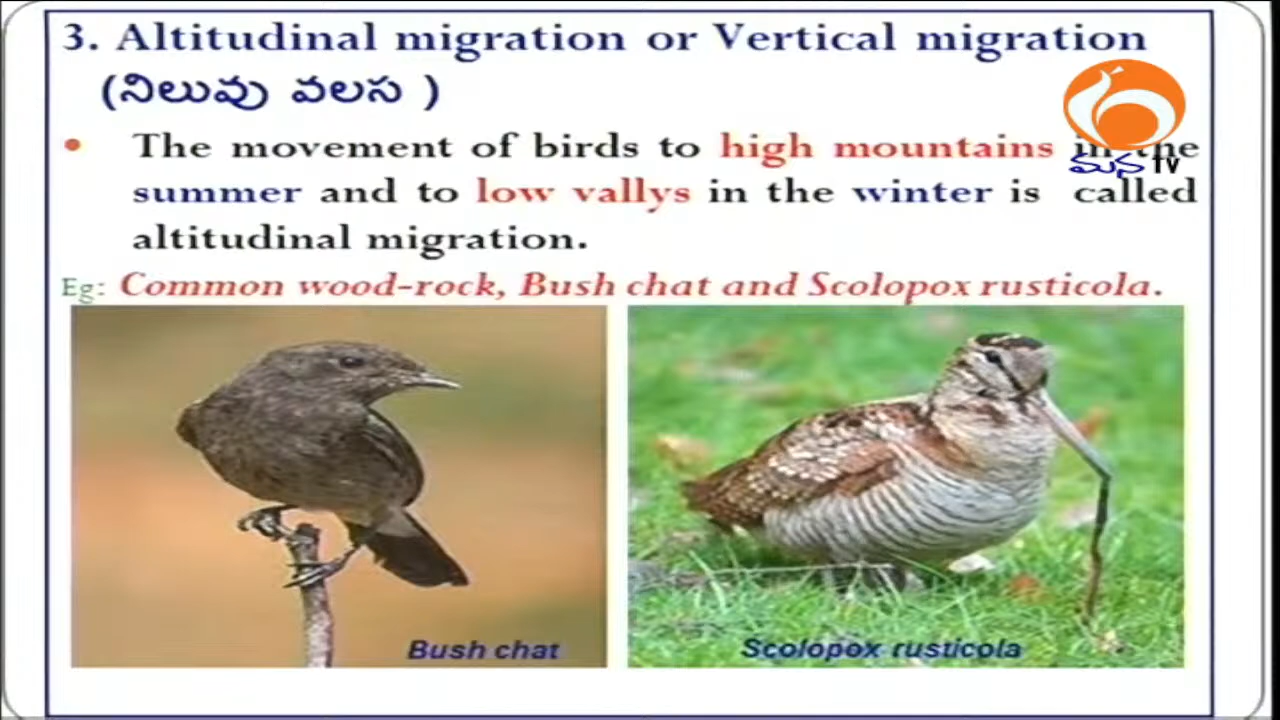 3. Altitudinal migration or Vertical migration
(నిలువు వలస )
• The movement of birds to high mountains in the
summer and to low vallys in the winter is called
altitudinal migration.
Eg: Common wood-rock, Bush chat and Scolopox rusticola.
Bush chat
Scolopox rusticola
మన TV